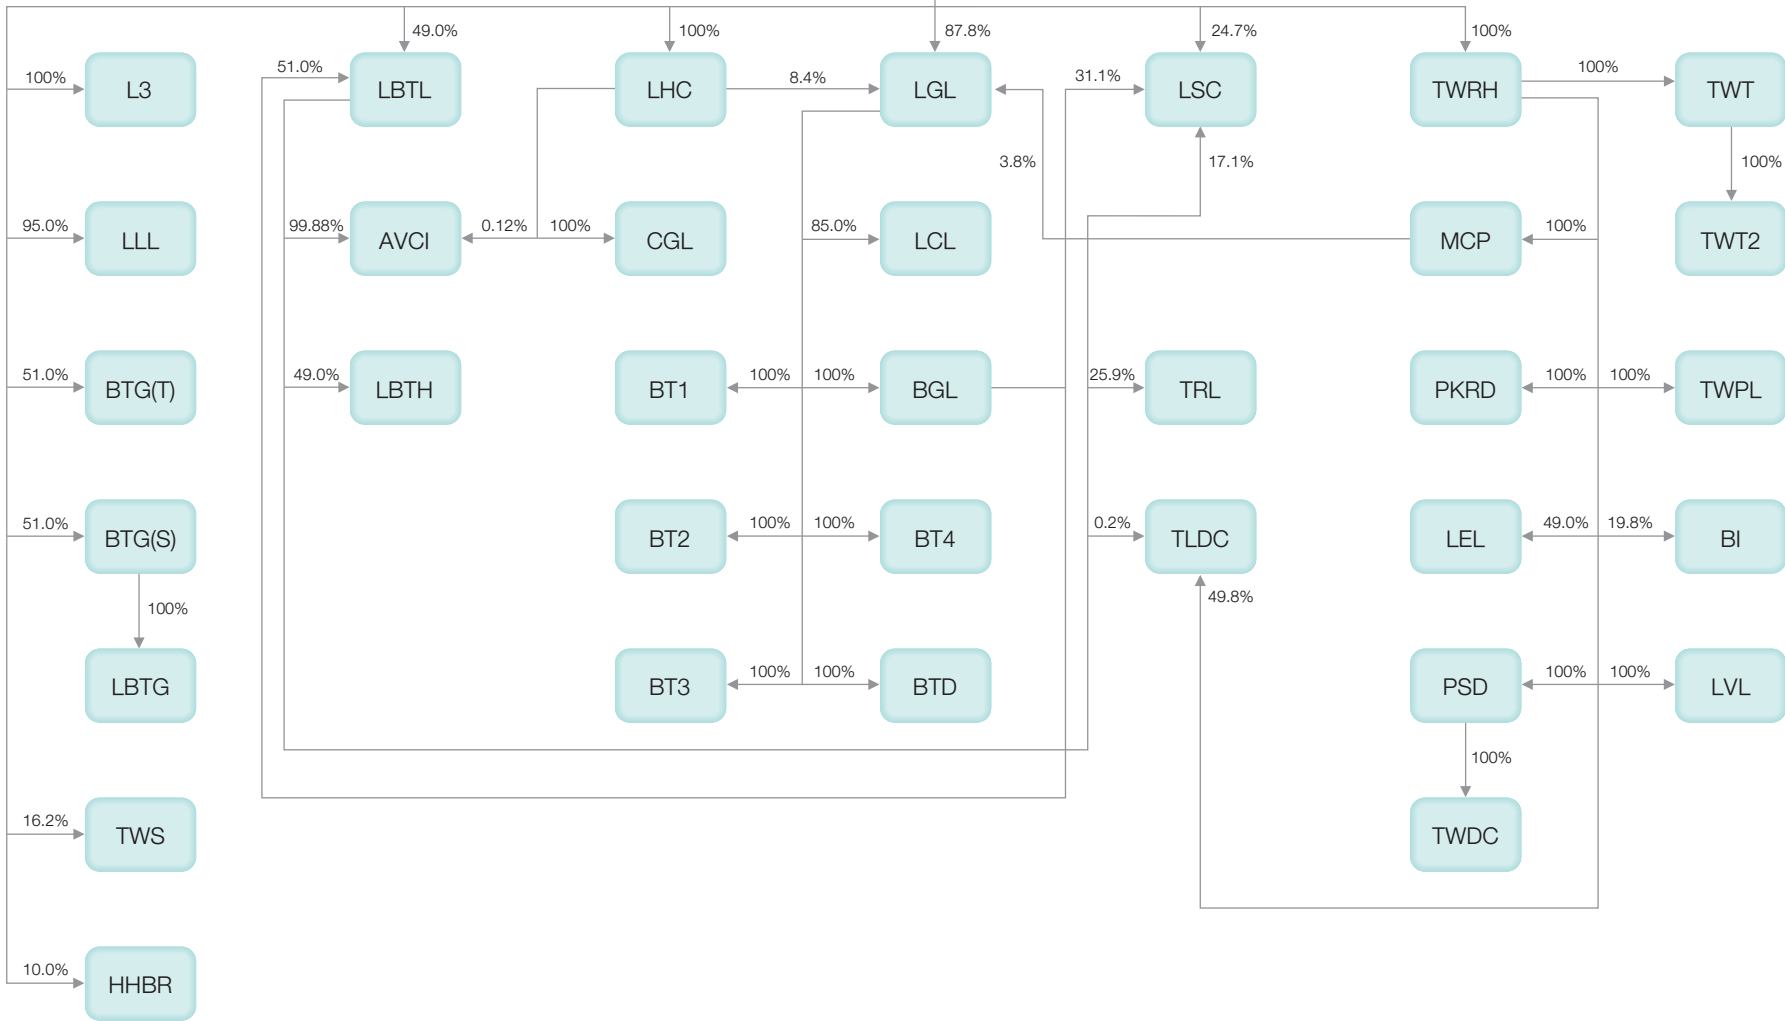 49.0%
100%
87.8%
24.7%
100%
100%
L3
51.0%
LBTL
LHC
8.4%
LGL
31.1%
LSC
TWRH
100%
TWT
3.8%
17.1%
100%
95.0%
LLL
99.88%
AVCI
0.12%
100%
CGL
85.0%
LCL
MCP
100%
TWT2
51.0%
BTG(T)
49.0%
LBTH
BT1
100%
100%
BGL
25.9%
TRL
PKRD
100%
100%
TWPL
51.0%
BTG(S)
BT2
100%
100%
BT4
0.2%
TLDC
LEL
49.0%
19.8%
BI
100%
49.8%
LBTG
BT3
100%
100%
BTD
PSD
100%
100%
LVL
100%
16.2%
TWS
TWDC
10.0%
HHBR